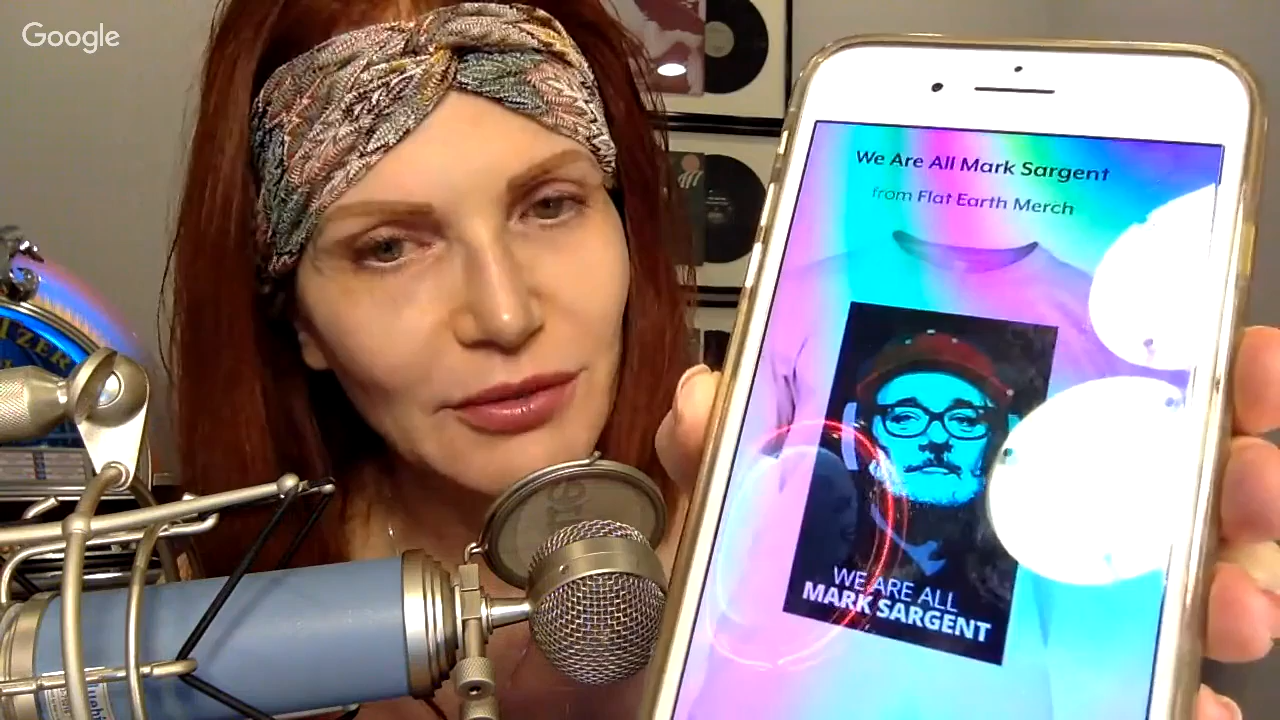 Google
We Are All Mark Sargent
from Flat Earth Merch
WE ARE ALL
MARK SARGENT